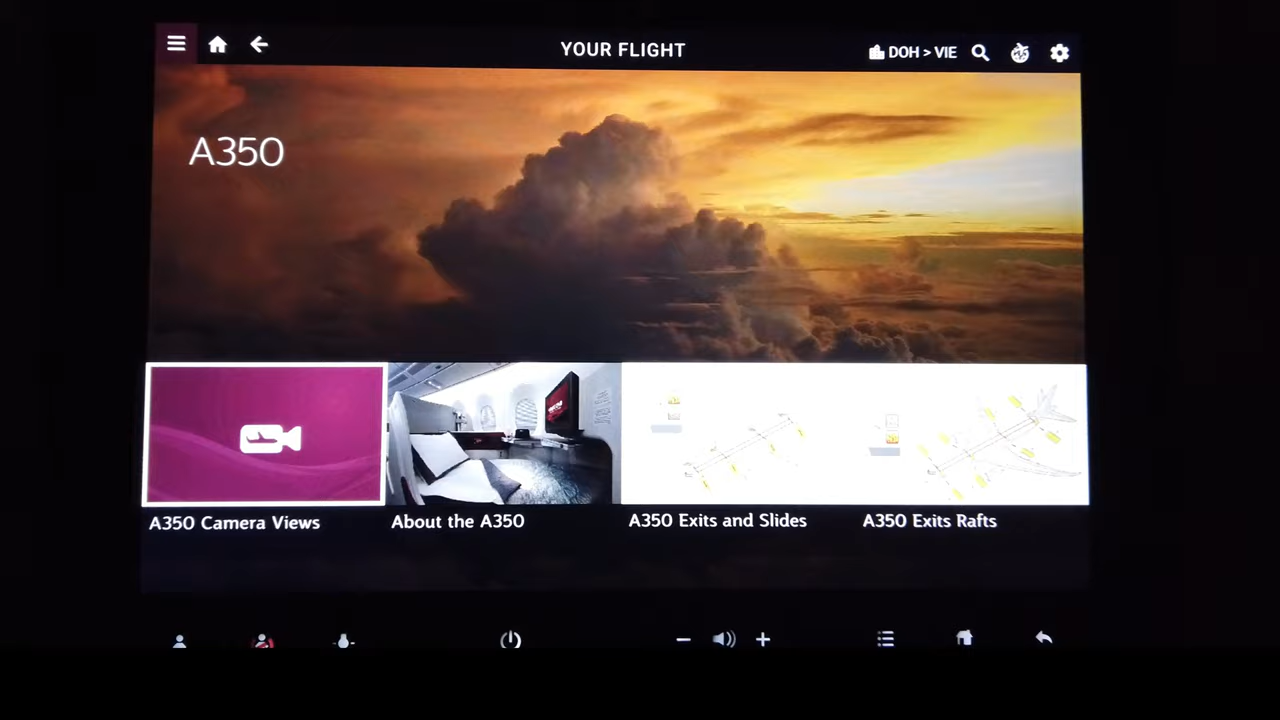 YOUR FLIGHT
DOH > VIE
A350
A350 Camera Views
About the A350
A350 Exits and Slides
A350 Exits Rafts